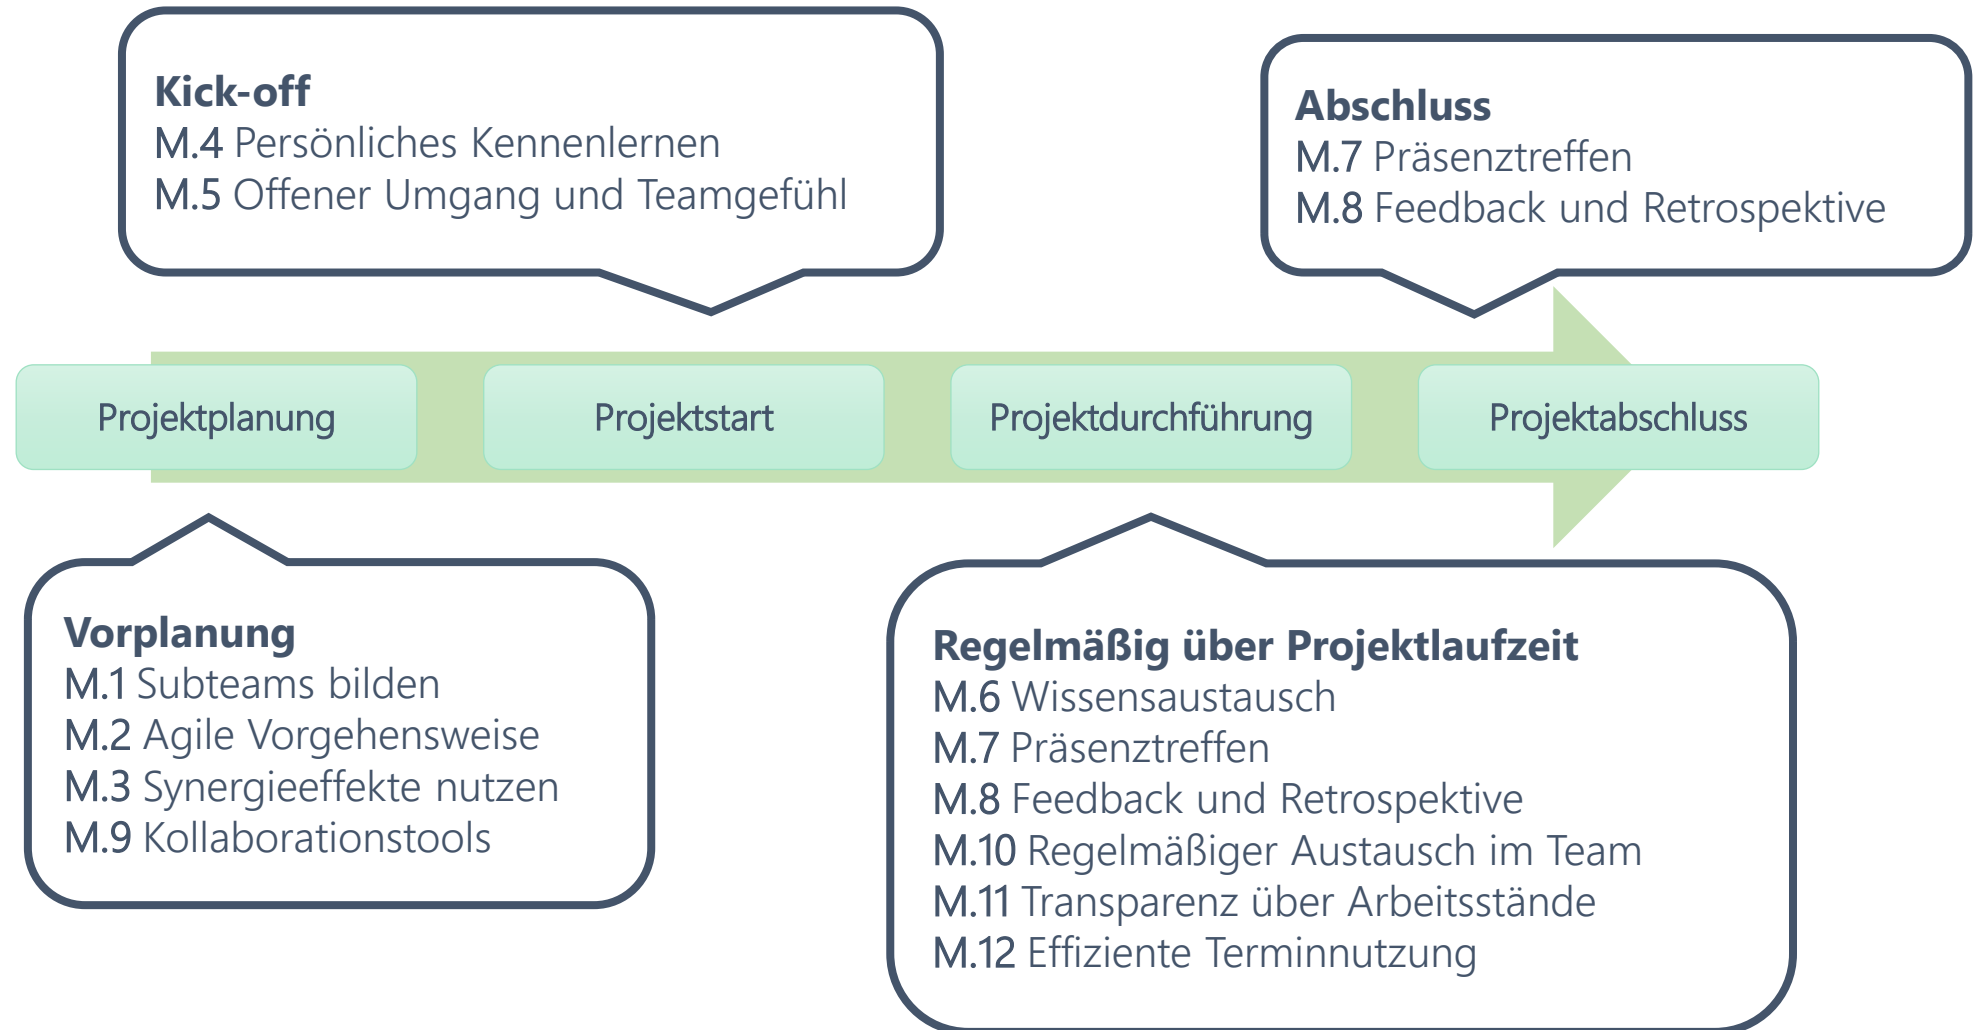 Kick-off
M.4 Persönliches Kennenlernen
M.5 Offener Umgang und Teamgefühl
Abschluss
M.7 Präsenztreffen
M.8 Feedback und Retrospektive
Projektplanung
Projektstart
Projektdurchführung
Projektabschluss
Vorplanung
M.1 Subteams bilden
M.2 Agile Vorgehensweise
M.3 Synergieeffekte nutzen
M.9 Kollaborationstools
Regelmäßig über Projektlaufzeit
M.6 Wissensaustausch
M.7 Präsenztreffen
M.8 Feedback und Retrospektive
M.10 Regelmäßiger Austausch im Team
M.11 Transparenz über Arbeitsstände
M.12 Effiziente Terminnutzung